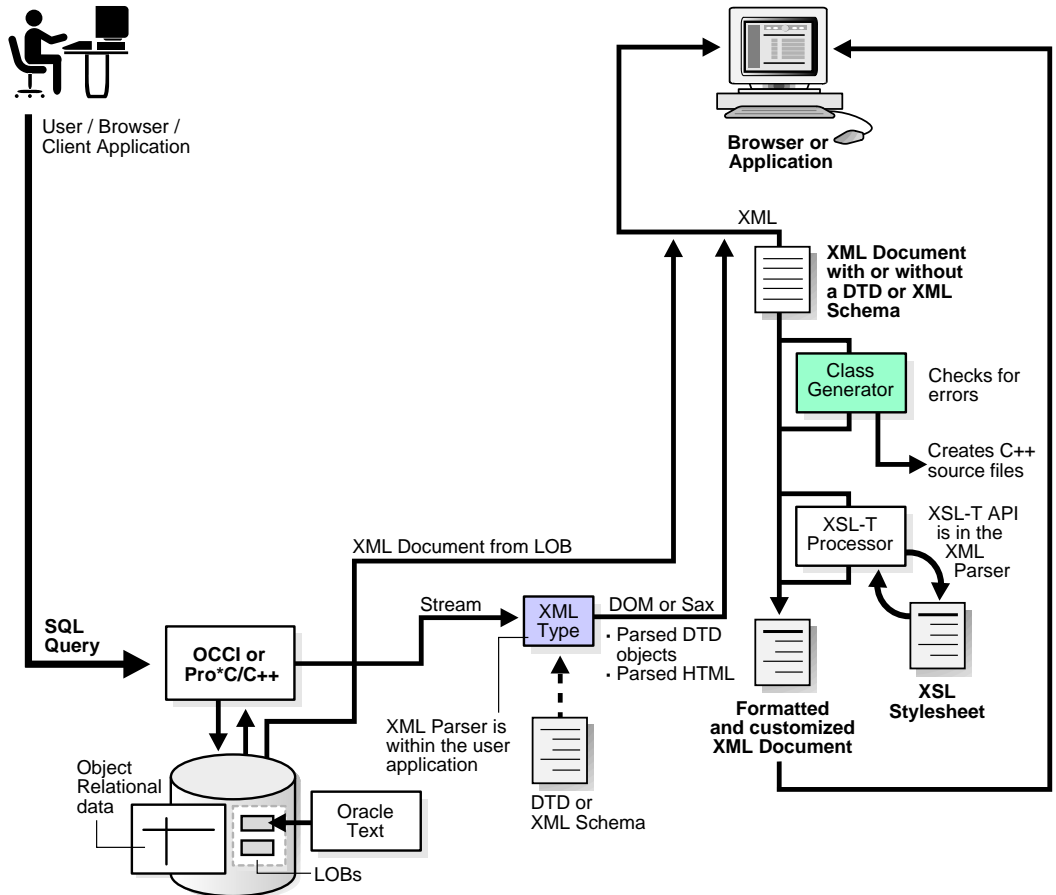 User / Browser /
Client Application
Browser or
Application
XML
XML Document
with or without
a DTD or XML
Schema
Class
Generator
Checks for
errors
Creates C++
source files
XSL-T
Processor
XSL-T API
is in the
XML
Parser
XML Document from LOB
Stream
XML
Type
DOM or Sax
· Parsed DTD
objects
· Parsed HTML
SQL
Query
OCCI or
Pro*C/C++
XML Parser is
within the user
application
DTD or
XML Schema
Formatted
and customized
XML Document
XSL
Stylesheet
Object
Relational
data
Oracle
Text
LOBs